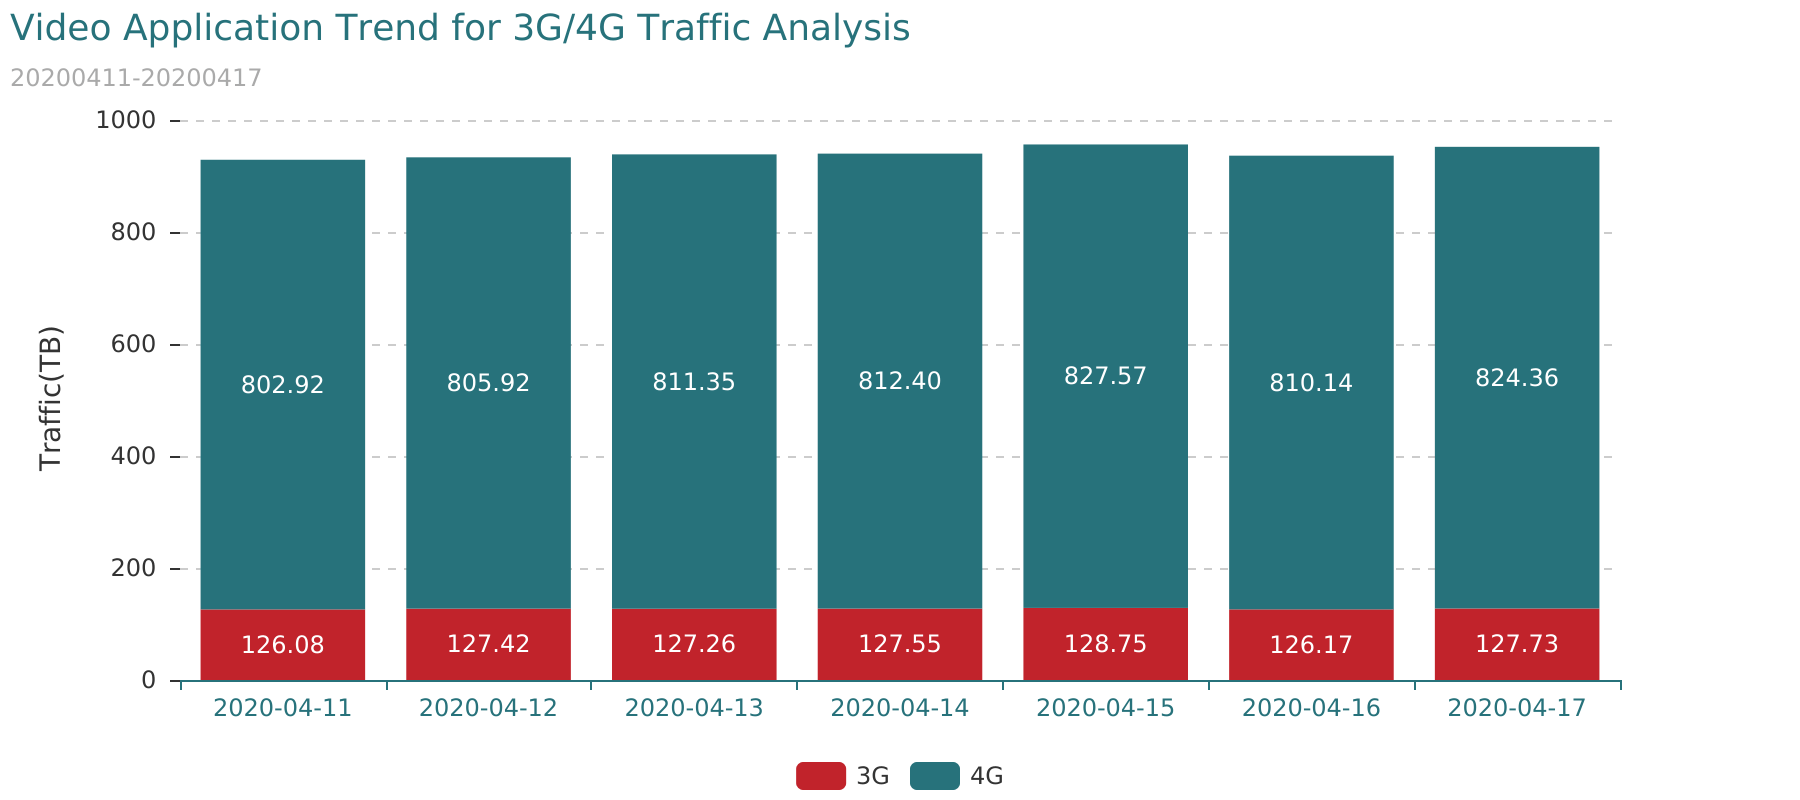 Video Application Trend for 3G/4G Traffic Analysis
20200411-20200417
1000
800
600
400
200
0
Traffic(TB)
802.92 805.92 811.35 812.40 827.57 810.14 824.36
126.08 127.42 127.26 127.55 128.75 126.17 127.73
2020-04-11 2020-04-12 2020-04-13 2020-04-14 2020-04-15 2020-04-16 2020-04-17
3G 4G